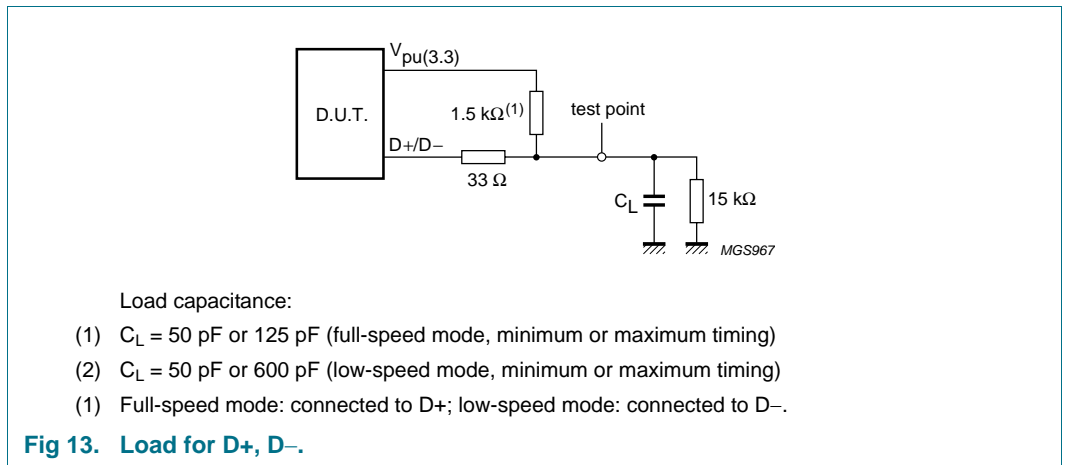 Vpu(3.3)
D.U.T.
1.5 kΩ(1)
test point
D+/D−
33 Ω
CL
15 kΩ
MGS967
Load capacitance:
(1) CL = 50 pF or 125 pF (full-speed mode, minimum or maximum timing)
(2) CL = 50 pF or 600 pF (low-speed mode, minimum or maximum timing)
(1) Full-speed mode: connected to D+; low-speed mode: connected to D−.
Fig 13. Load for D+, D−.